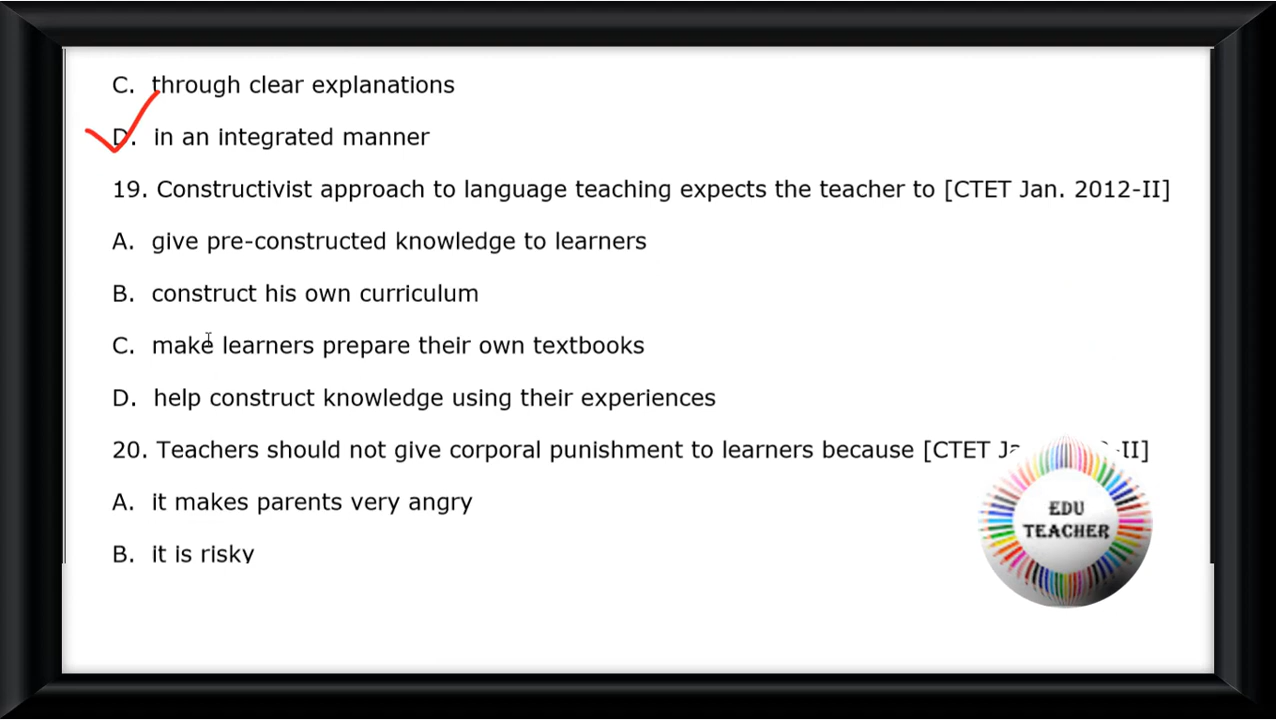 C. through clear explanations
D. in an integrated manner
19. Constructivist approach to language teaching expects the teacher to [CTET Jan. 2012-II]
A. give pre-constructed knowledge to learners
B. construct his own curriculum
C. make learners prepare their own textbooks
D. help construct knowledge using their experiences
20. Teachers should not give corporal punishment to learners because [CTET -II]
A. it makes parents very angry
B. it is risky
EDU
TEACHER